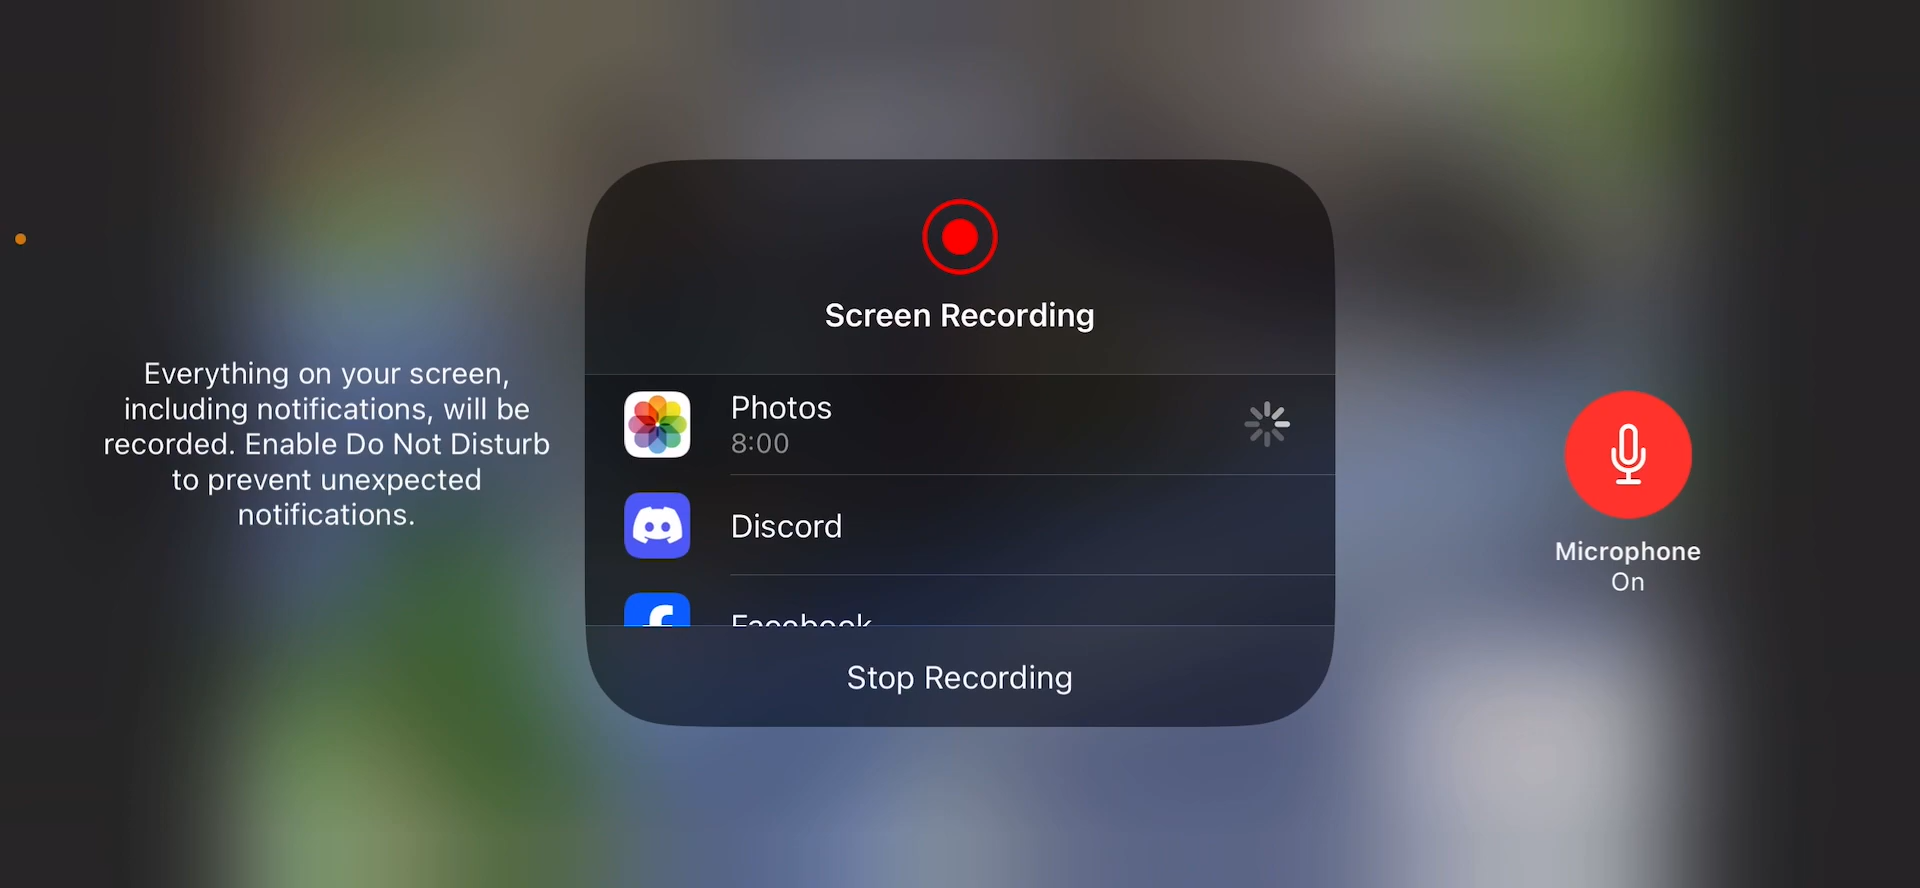 Everything on your screen,
including notifications, will be
recorded. Enable Do Not Disturb
to prevent unexpected
notifications.
Screen Recording
Photos
8:00
Discord
Facebook
Stop Recording
Microphone
On